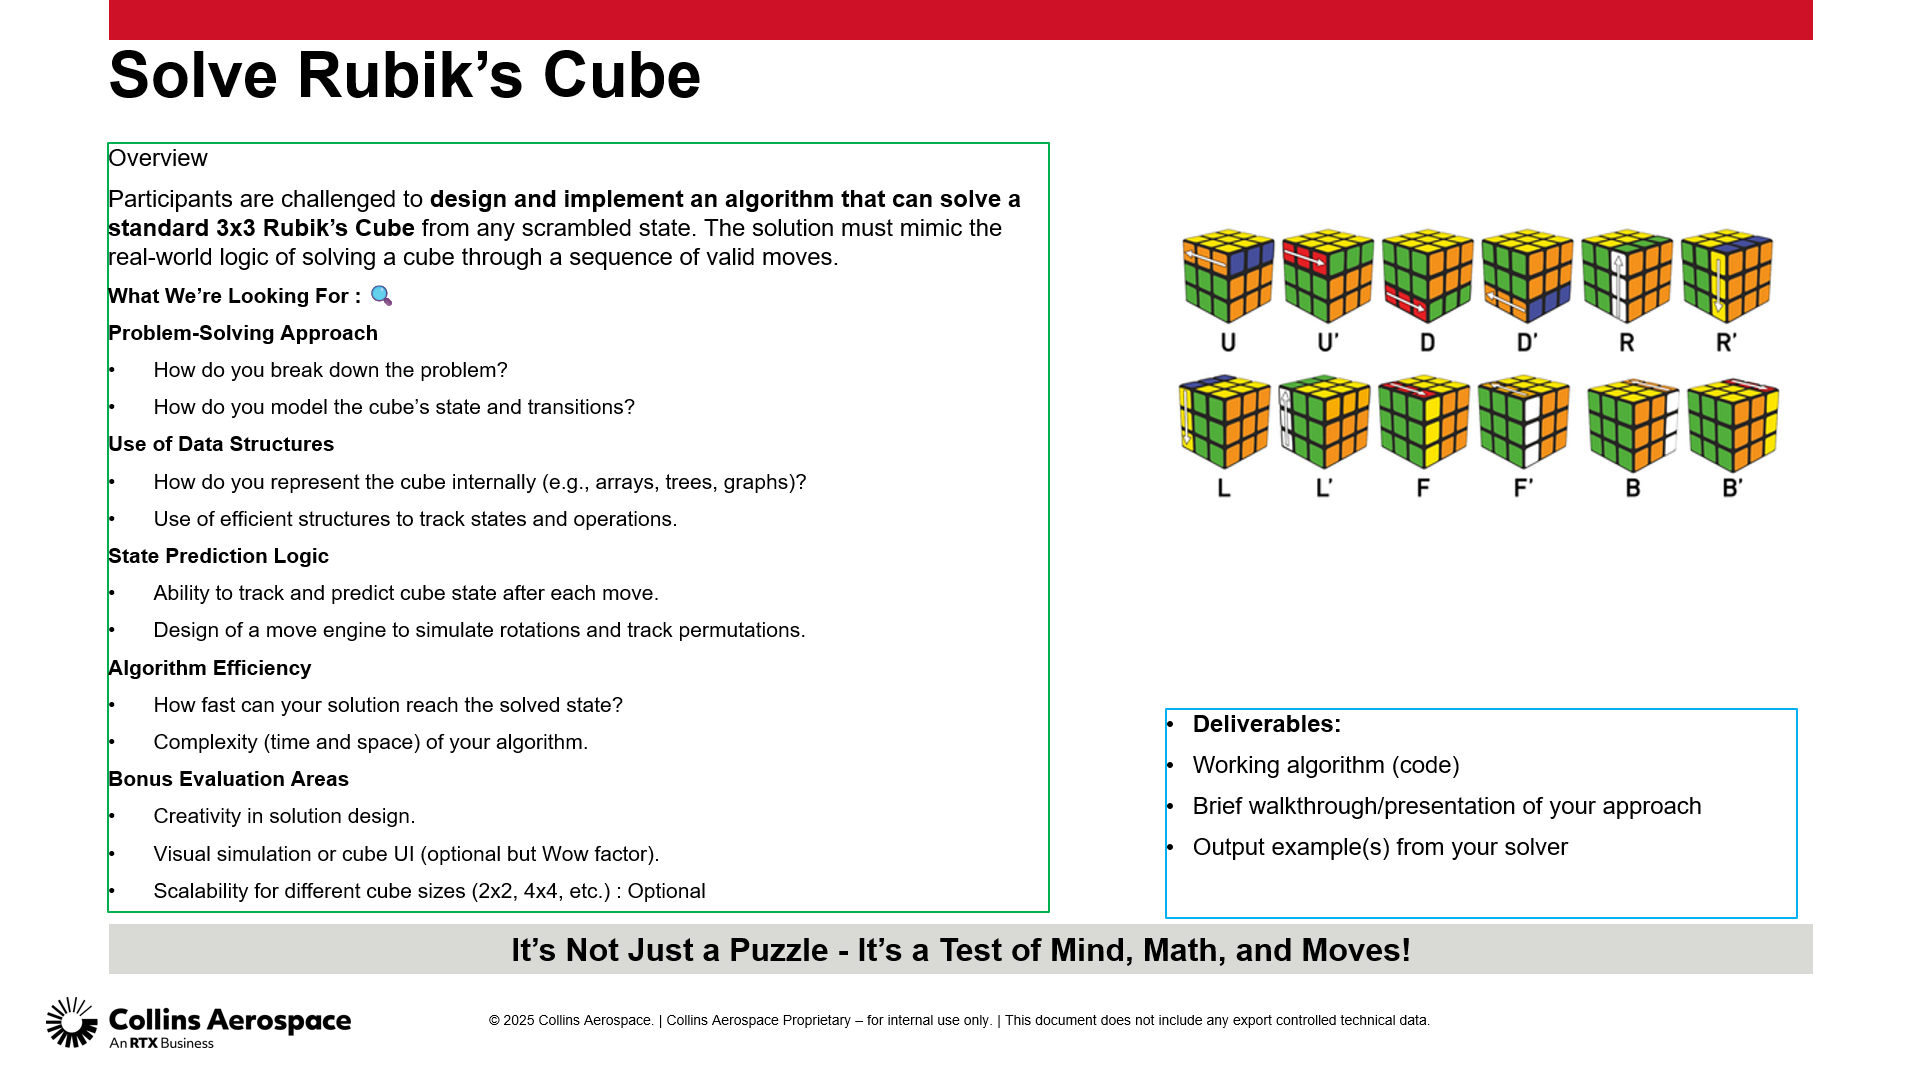 Solve Rubik’s Cube
Overview
Participants are challenged to design and implement an algorithm that can solve a
standard 3x3 Rubik’s Cube from any scrambled state. The solution must mimic the
real-world logic of solving a cube through a sequence of valid moves.
What We’re Looking For :
Problem-Solving Approach
• How do you break down the problem?
• How do you model the cube’s state and transitions?
Use of Data Structures
• How do you represent the cube internally (e.g., arrays, trees, graphs)?
• Use of efficient structures to track states and operations.
State Prediction Logic
• Ability to track and predict cube state after each move.
• Design of a move engine to simulate rotations and track permutations.
Algorithm Efficiency
• How fast can your solution reach the solved state?
• Complexity (time and space) of your algorithm.
Bonus Evaluation Areas
• Creativity in solution design.
• Visual simulation or cube UI (optional but Wow factor).
• Scalability for different cube sizes (2x2, 4x4, etc.) : Optional
U U’ D D’ R R’
L L’ F F’ B B’
• Deliverables:
• Working algorithm (code)
• Brief walkthrough/presentation of your approach
• Output example(s) from your solver
It’s Not Just a Puzzle - It’s a Test of Mind, Math, and Moves!
Collins Aerospace
An RTX Business
© 2025 Collins Aerospace. | Collins Aerospace Proprietary – for internal use only. | This document does not include any export controlled technical data.